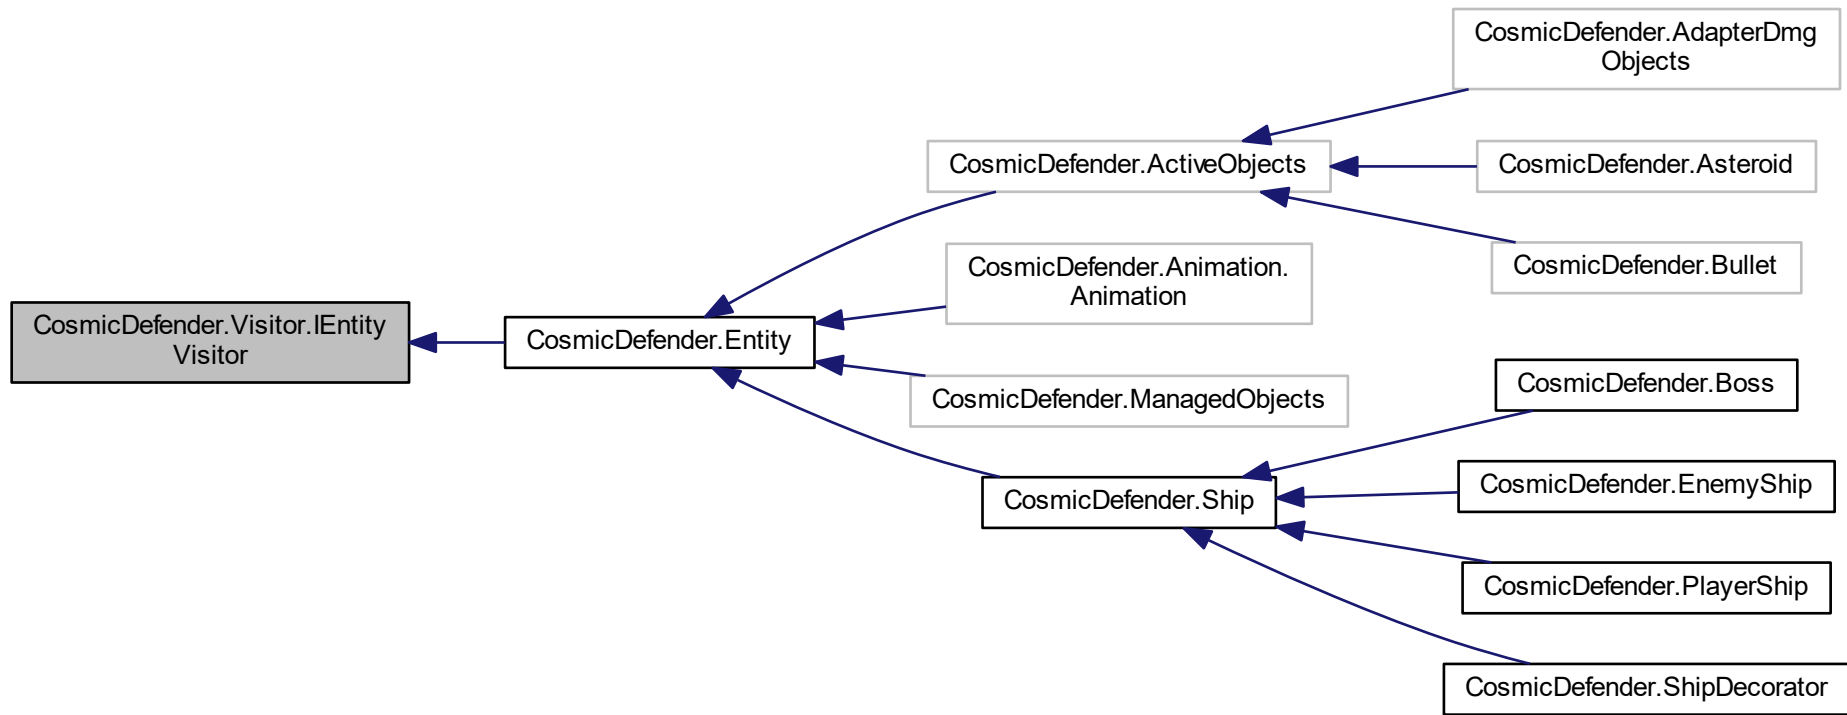 CosmicDefender.AdapterDmg
Objects
CosmicDefender.ActiveObjects
CosmicDefender.Asteroid
CosmicDefender.Bullet
CosmicDefender.Animation.
Animation
CosmicDefender.Visitor.IEntity
Visitor
CosmicDefender.Entity
CosmicDefender.ManagedObjects
CosmicDefender.Boss
CosmicDefender.EnemyShip
CosmicDefender.Ship
CosmicDefender.PlayerShip
CosmicDefender.ShipDecorator